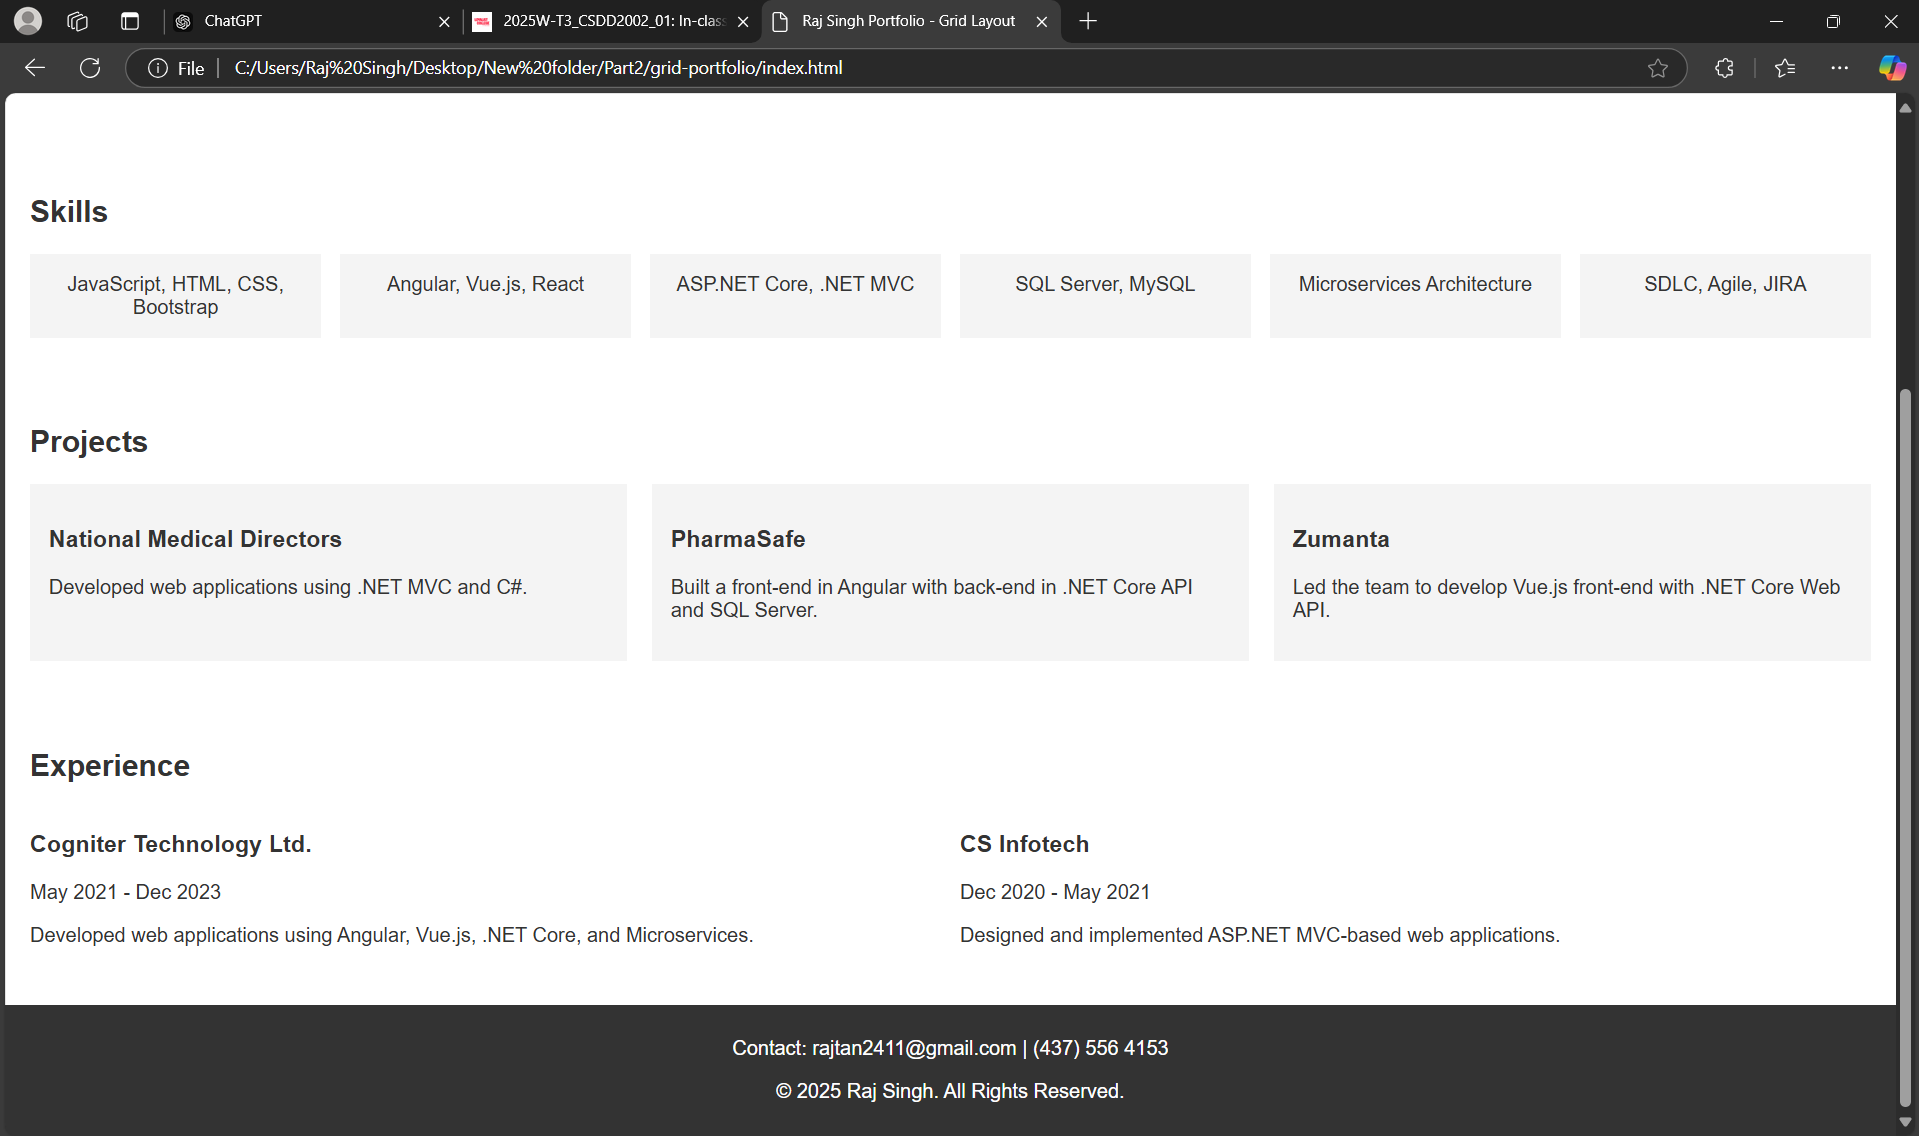 ChatGPT
2025W-T3_CSDD2002_01: In-clas
Raj Singh Portfolio - Grid Layout
File
C:/Users/Raj%20Singh/Desktop/New%20folder/Part2/grid-portfolio/index.html
Skills
JavaScript, HTML, CSS,
Bootstrap
Angular, Vue.js, React
ASP.NET Core, .NET MVC
SQL Server, MySQL
Microservices Architecture
SDLC, Agile, JIRA
Projects
National Medical Directors
Developed web applications using .NET MVC and C#.
PharmaSafe
Built a front-end in Angular with back-end in .NET Core API
and SQL Server.
Zumanta
Led the team to develop Vue.js front-end with .NET Core Web
API.
Experience
Cogniter Technology Ltd.
May 2021 - Dec 2023
Developed web applications using Angular, Vue.js, .NET Core, and Microservices.
CS Infotech
Dec 2020 - May 2021
Designed and implemented ASP.NET MVC-based web applications.
Contact: rajtan2411@gmail.com | (437) 556 4153
© 2025 Raj Singh. All Rights Reserved.